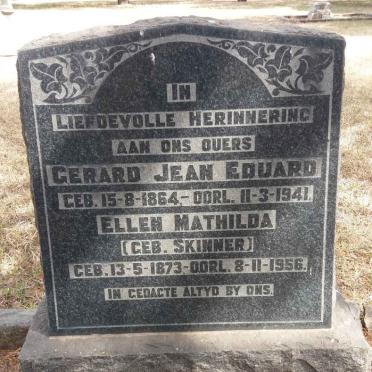 IN
LIEFDEVOLLE HERINNERING
AAN ONS OUERS
GERARD JEAN EDUARD
GEB. 15-8-1864.- OORL. 11-3-1941.
ELLEN MATHILDA
(GEB. SKINNER)
GEB. 13-5-1873-OORL. 8-11-1956.
IN GEDACTE ALTYD BY ONS.